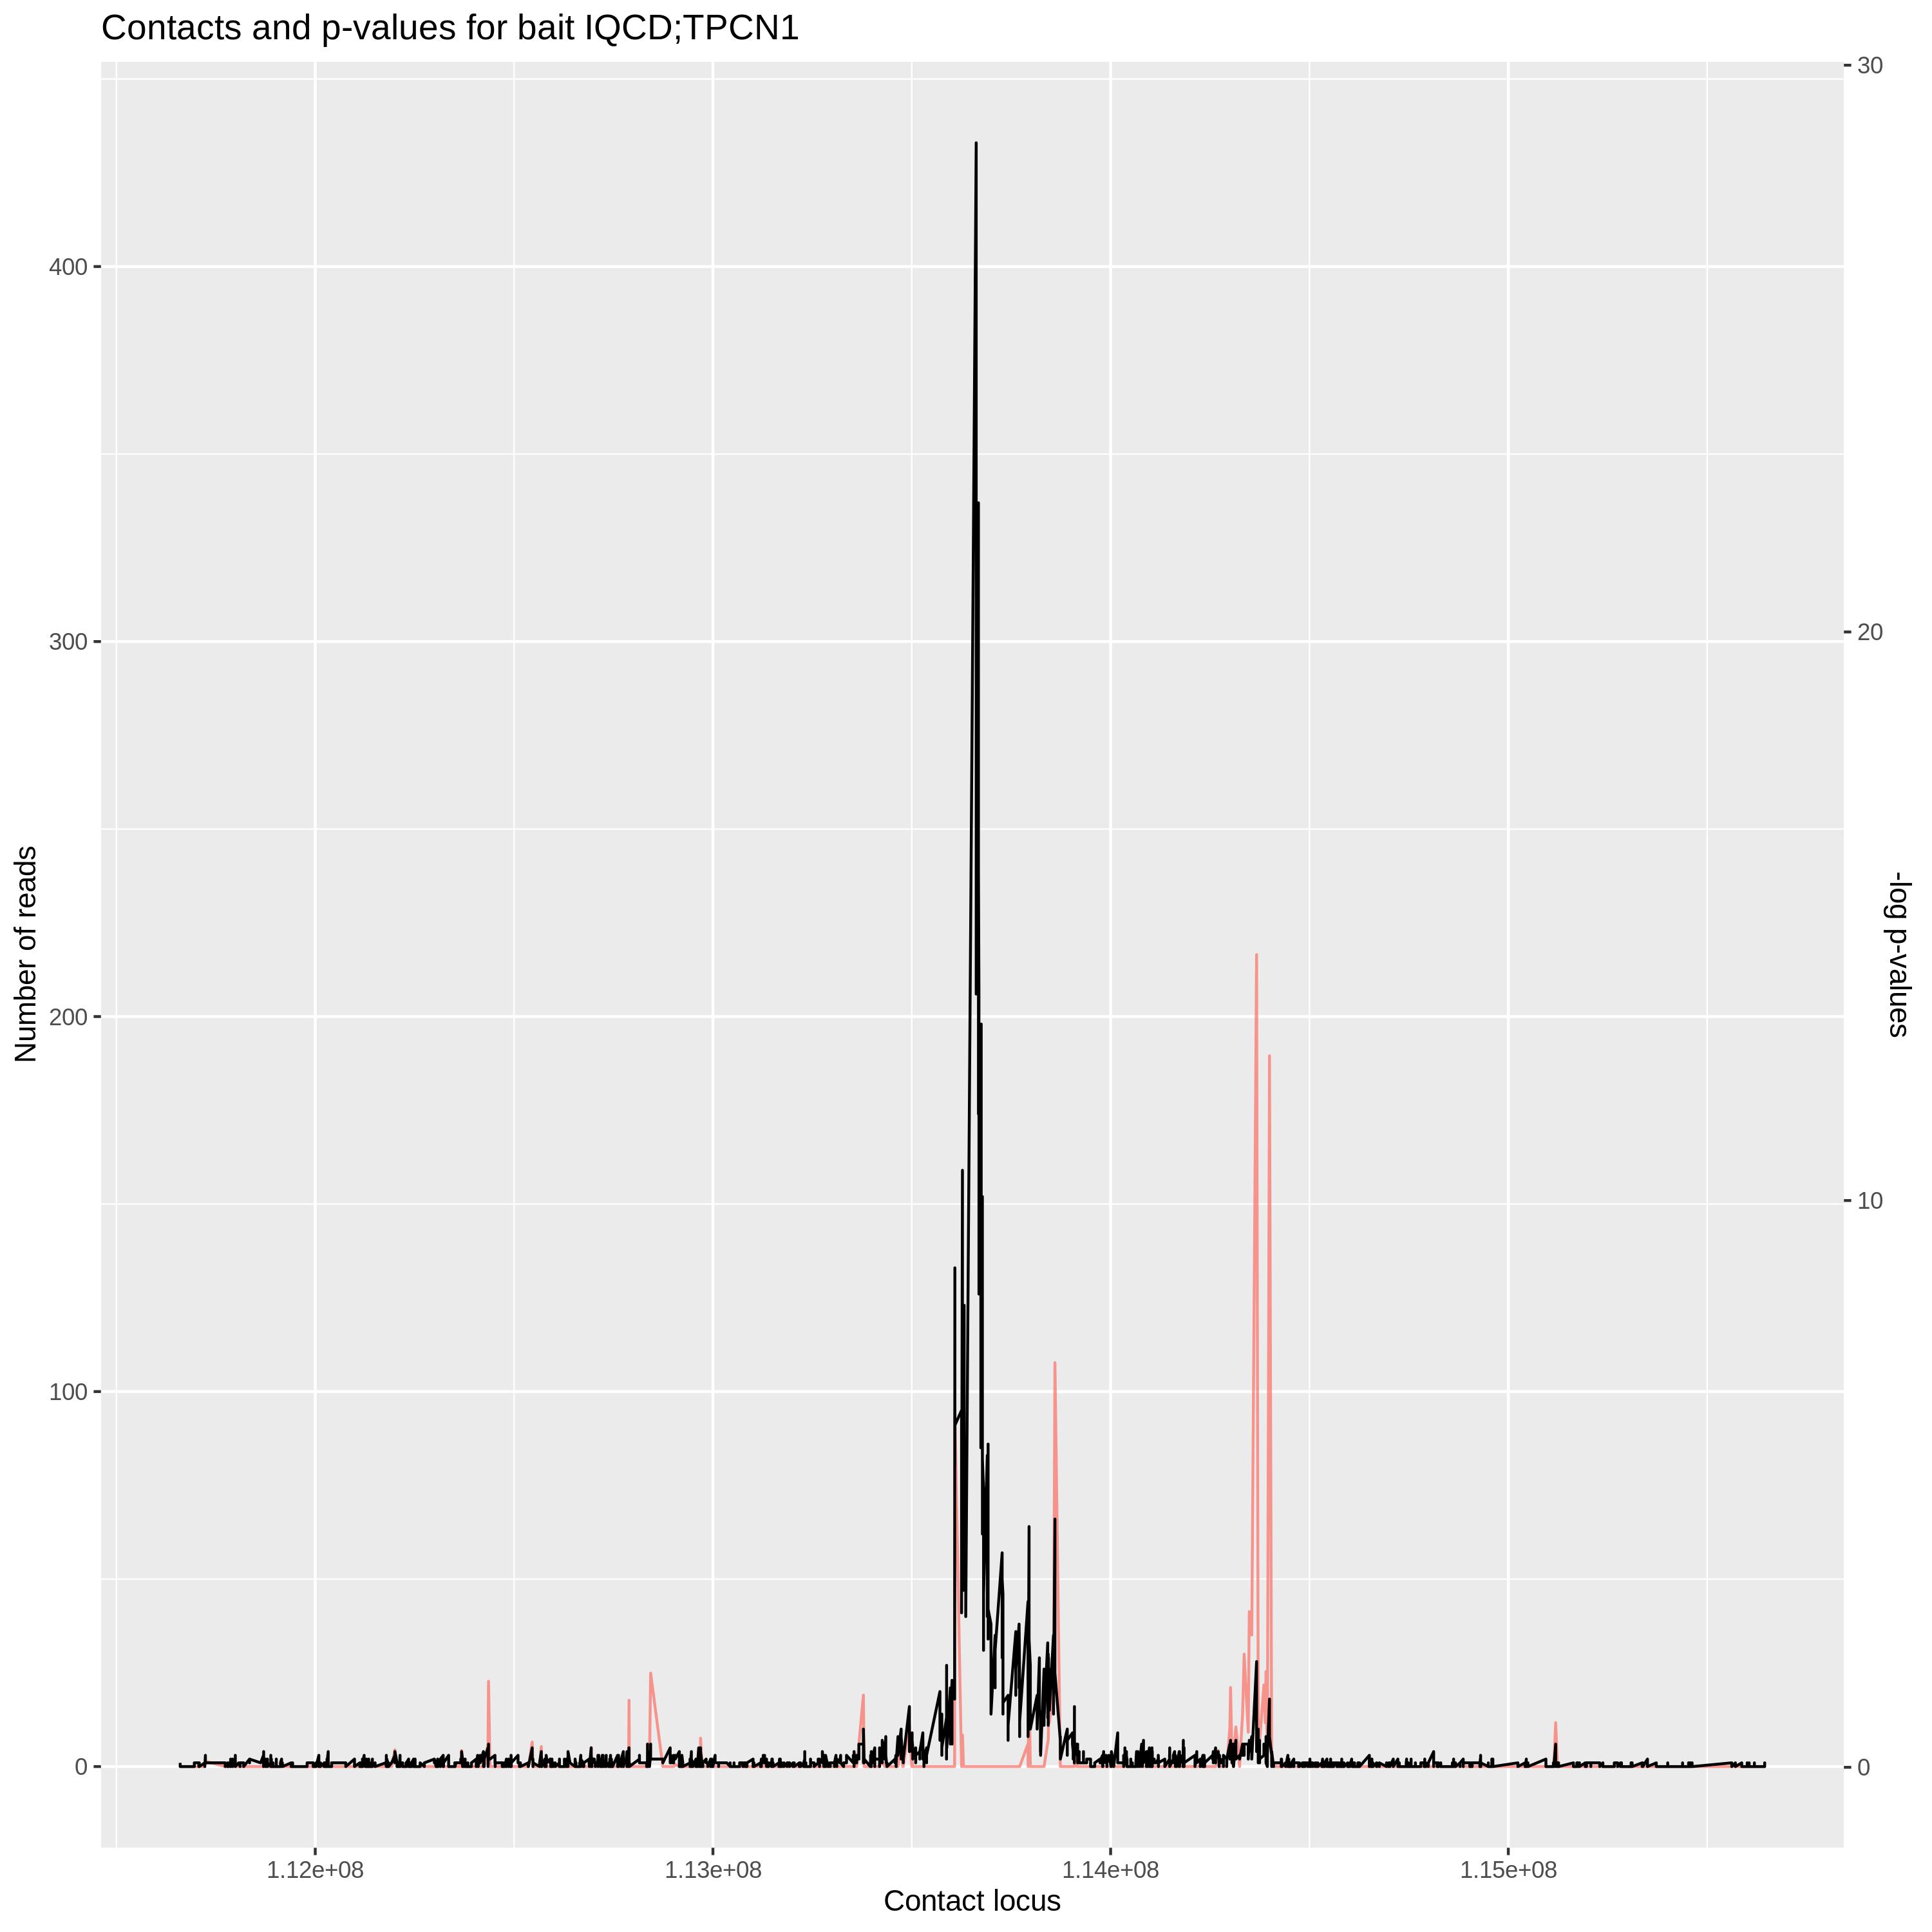 Contacts and p-values for bait IQCD;TPCN1
30
400
300
20
Number of reads
-log p-values
200
10
100
0
0
1.12e+08
1.13e+08
1.14e+08
1.15e+08
Contact locus